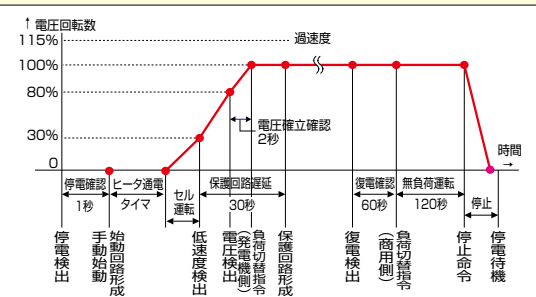 ↑電圧回転数
115%
過速度
100%
80%
電圧確立確認
2秒
30%
0
時間
→
停電確認
1秒
ヒータ通電
タイマ
セル
運転
保護回路遅延
30秒
復電確認
60秒
無負荷運転
120秒
停止
停電検出
始動回路形成
手動始動
低速度検出
電圧検出
負荷切替指令
(発電機側)
保護回路形成
復電検出
負荷切替指令
(商用側)
停止命令
停電待機